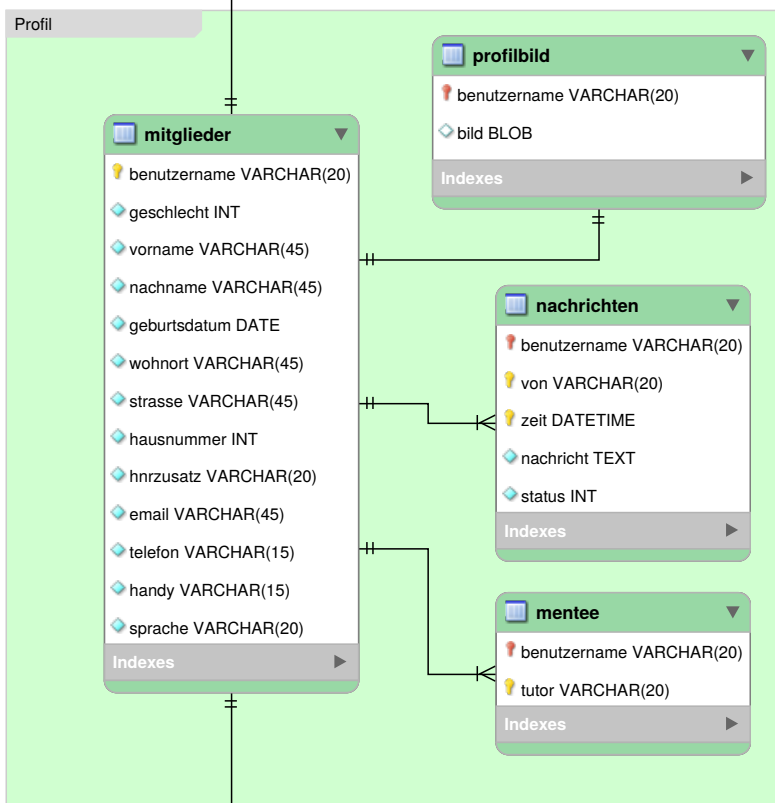 Profil
mitglieder
benutzername VARCHAR(20)
geschlecht INT
vorname VARCHAR(45)
nachname VARCHAR(45)
geburtsdatum DATE
wohnort VARCHAR(45)
strasse VARCHAR(45)
hausnummer INT
hnrzusatz VARCHAR(20)
email VARCHAR(45)
telefon VARCHAR(15)
handy VARCHAR(15)
sprache VARCHAR(20)
Indexes
profilbild
benutzername VARCHAR(20)
bild BLOB
Indexes
nachrichten
benutzername VARCHAR(20)
von VARCHAR(20)
zeit DATETIME
nachricht TEXT
status INT
Indexes
mentee
benutzername VARCHAR(20)
tutor VARCHAR(20)
Indexes